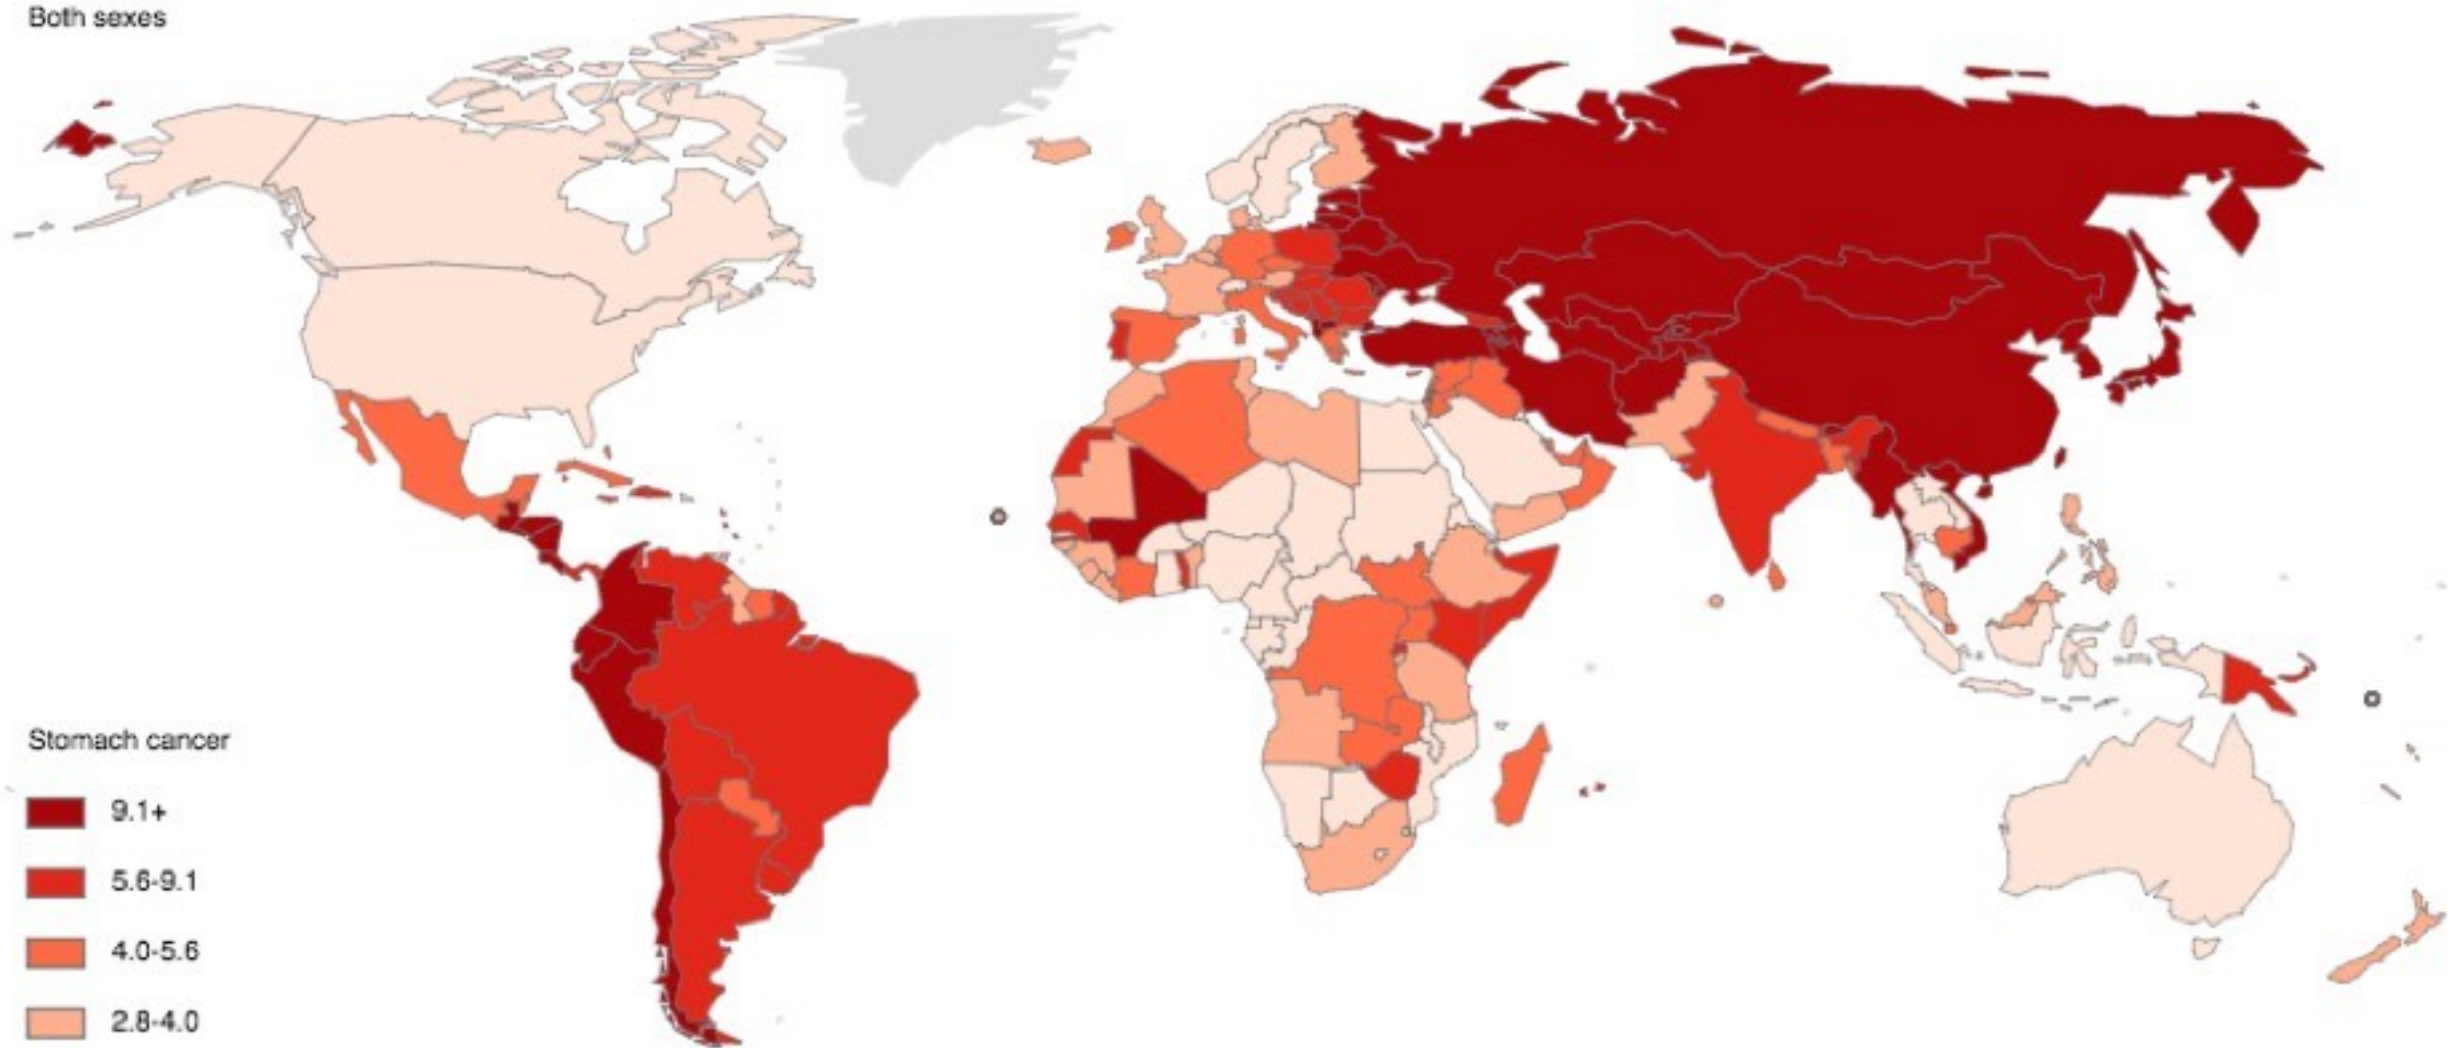 Both sexes
Stomach cancer
9.1+
5.6-9.1
4.0-5.6
2.8-4.0